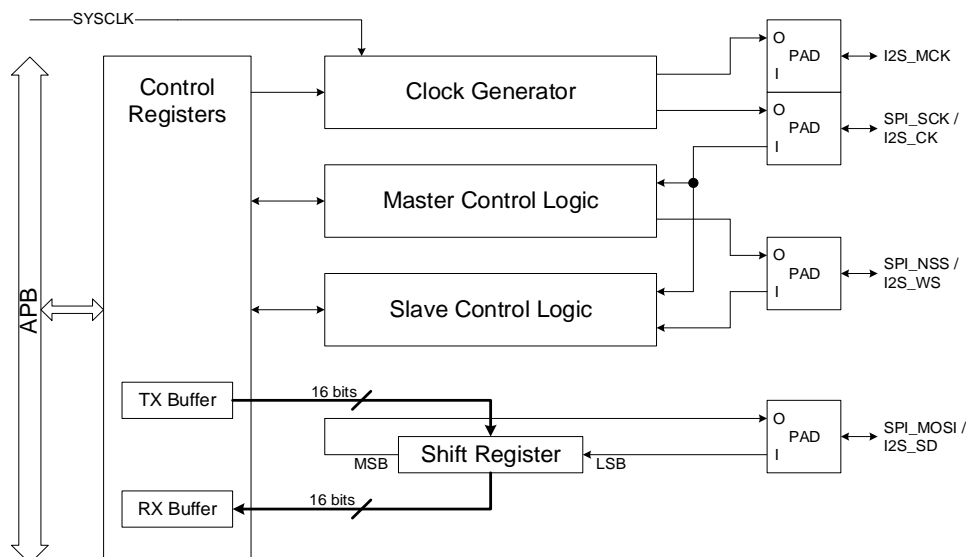 SYSCLK
O
PAD
I
I2S_MCK
Control
Registers
Clock Generator
O
PAD
I
SPI_SCK /
I2S_CK
Master Control Logic
O
PAD
I
SPI_NSS /
I2S_WS
APB
Slave Control Logic
TX Buffer
16 bits
O
PAD
I
SPI_MOSI /
I2S_SD
MSB
Shift Register
LSB
RX Buffer
16 bits